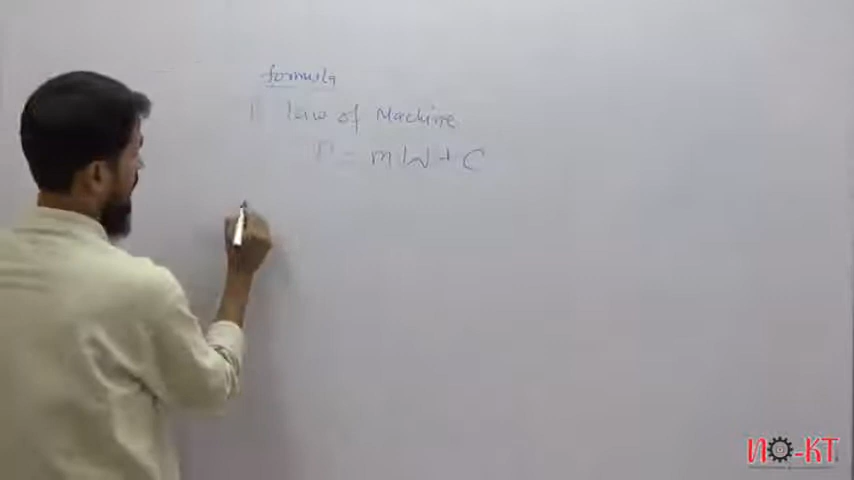 formula
1) Law of Machine
P = mW + C
NO-KT